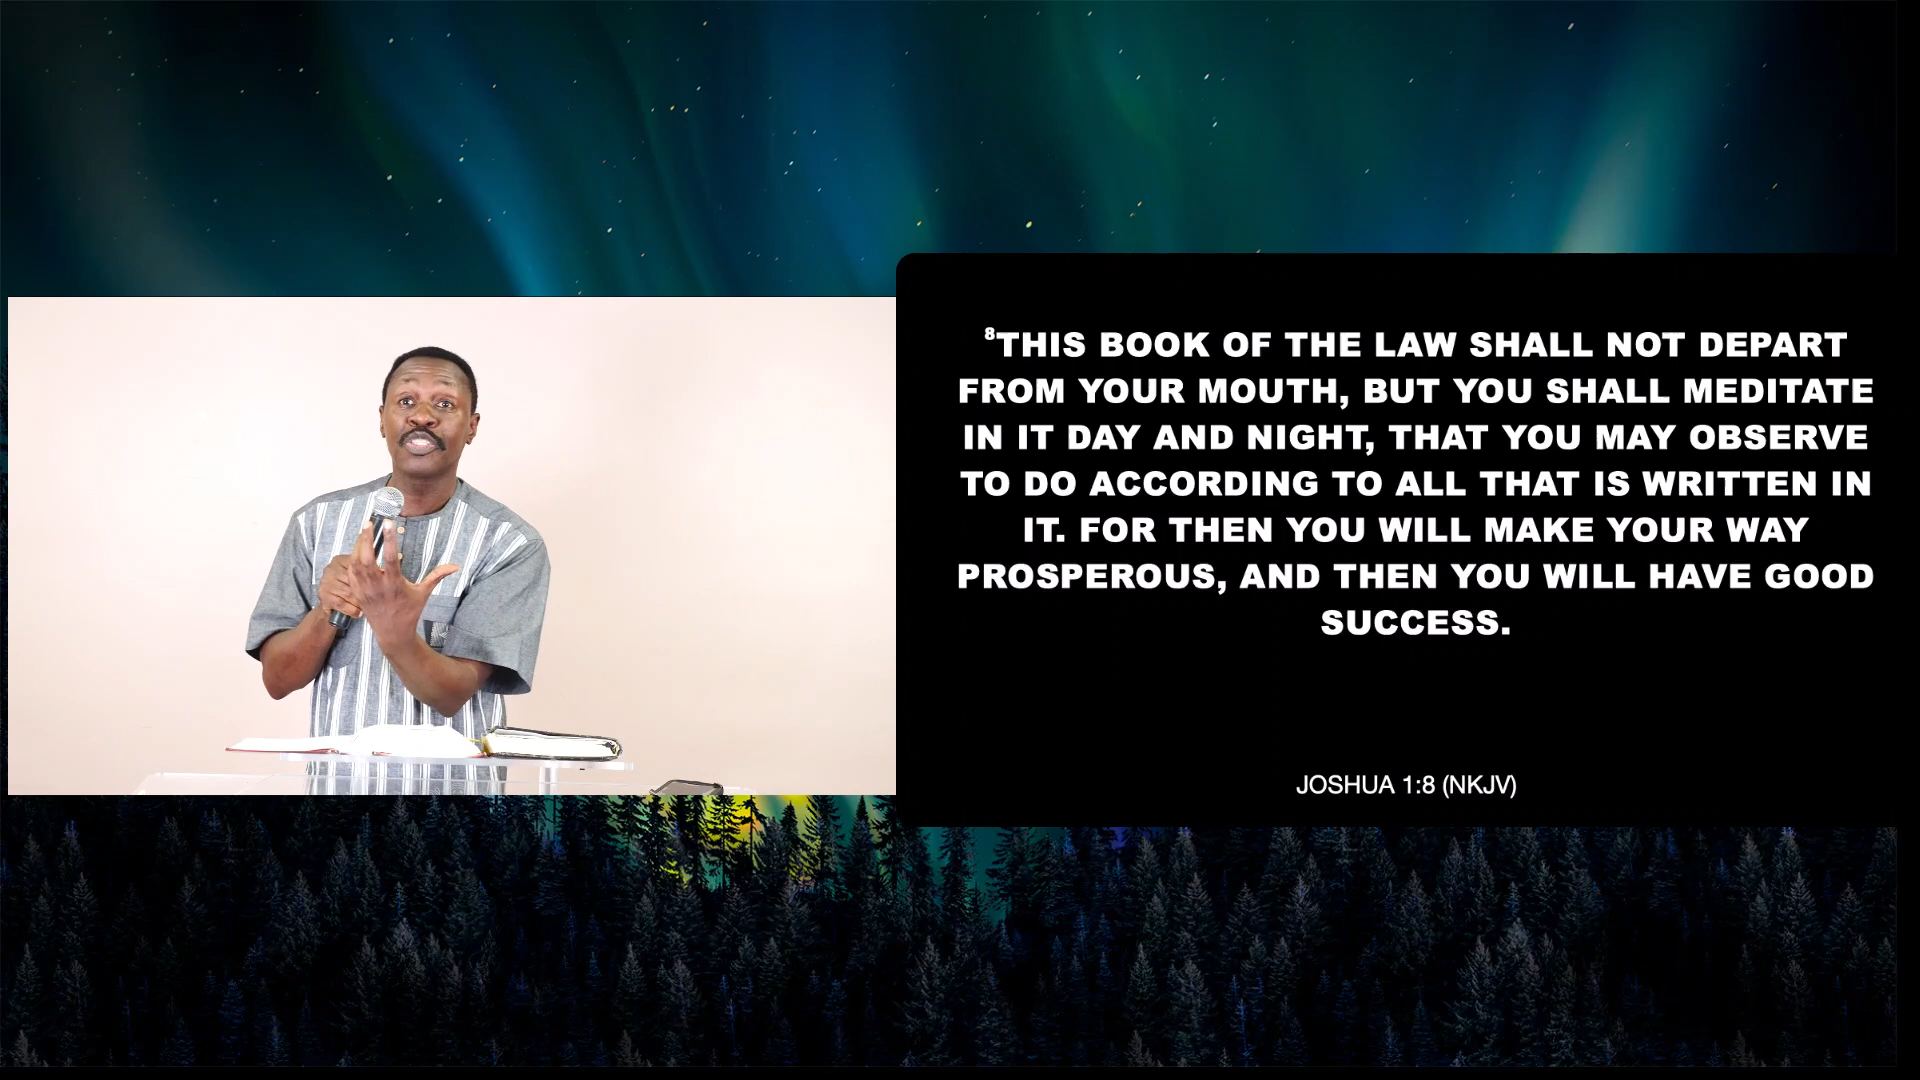 ⁸THIS BOOK OF THE LAW SHALL NOT DEPART
FROM YOUR MOUTH, BUT YOU SHALL MEDITATE
IN IT DAY AND NIGHT, THAT YOU MAY OBSERVE
TO DO ACCORDING TO ALL THAT IS WRITTEN IN
IT. FOR THEN YOU WILL MAKE YOUR WAY
PROSPEROUS, AND THEN YOU WILL HAVE GOOD
SUCCESS.
JOSHUA 1:8 (NKJV)